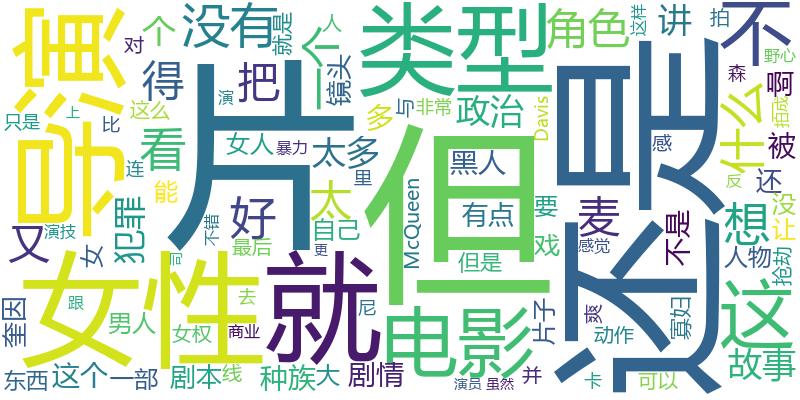 导演
个
没有
对
就是
人
一个
类型
角色
这样
讲
拍
不
野心
得
把
镜头
演
多
与
非常
政治
Davis
还是
森
啊
只是
上
比
这么
看
女人
暴力
太多
里
黑人
感
什么
拍成
被
片
但
连
能
太
McQueen
有点
要
麦
不是
还
反
没
让
又
演技
女
犯罪
不错
好
自己
戏
感觉
想
人物
抢劫
最后
更
但是
司
女性
就
电影
片子
爽
寡妇
这
奎因
跟
男人
女权
去
商业
尼
动作
故事
东西
这个
一部
剧本
线
种族
大
剧情
演员
虽然
并
卡
可以